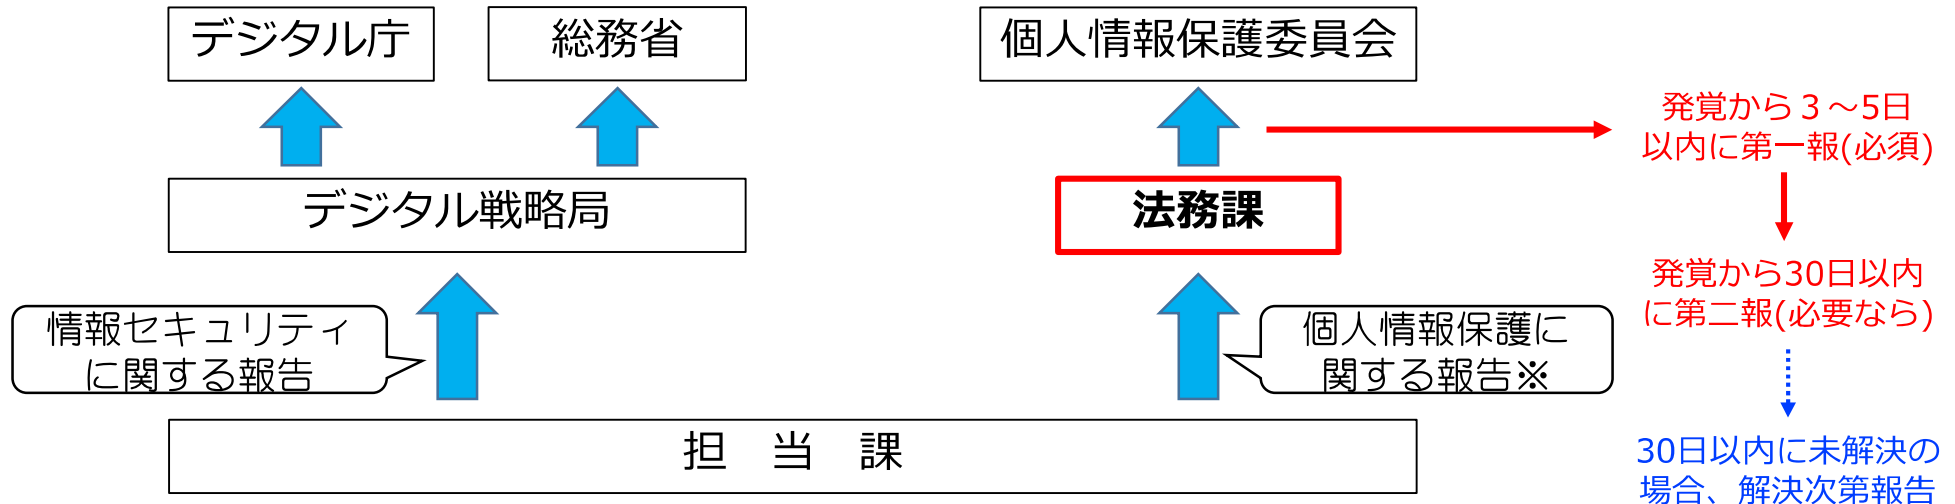 デジタル庁
総務省
個人情報保護委員会
発覚から３～5日
以内に第一報(必須)
デジタル戦略局
法務課
発覚から30日以内
に第二報(必要なら)
情報セキュリティ
に関する報告
個人情報保護に
関する報告※
担　当　課
30日以内に未解決の
場合、解決次第報告